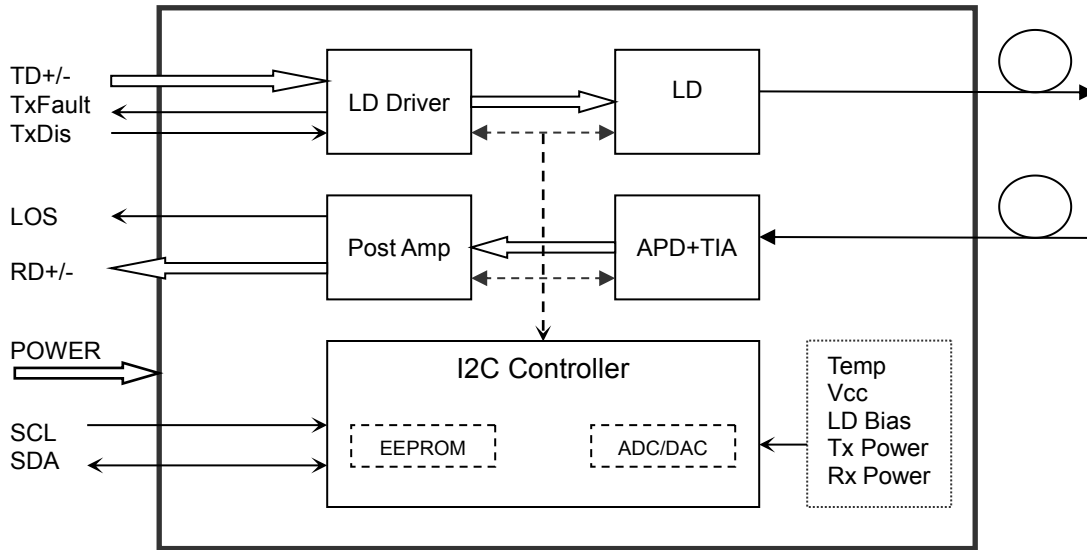 TD+/-
TxFault
TxDis
LD Driver
LD
LOS
RD+/-
Post Amp
APD+TIA
POWER
SCL
SDA
I2C Controller
EEPROM
ADC/DAC
Temp
Vcc
LD Bias
Tx Power
Rx Power